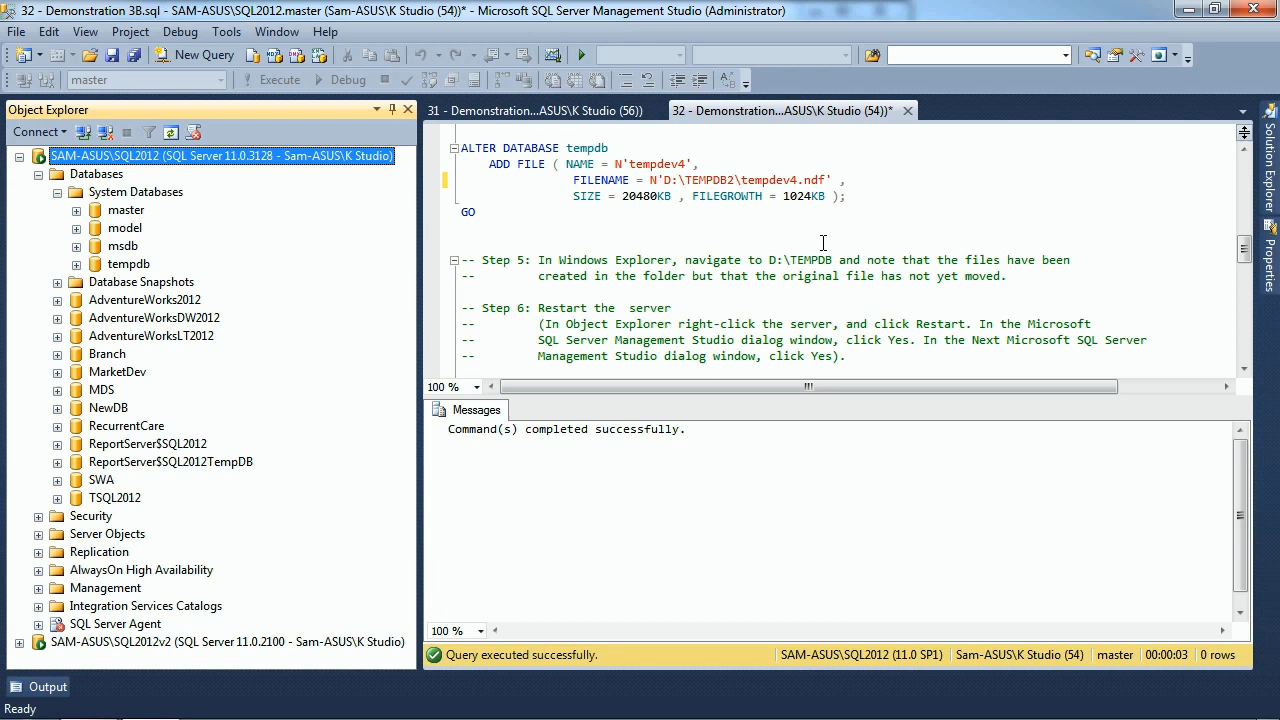 32 - Demonstration 3B.sql - SAM-ASUS\SQL2012.master (Sam-ASUS\K Studio (54))* - Microsoft SQL Server Management Studio (Administrator)
File Edit View Project Debug Tools Window Help
New Query
master Execute Debug
Object Explorer
31 - Demonstration...ASUS\K Studio (56))
32 - Demonstration...ASUS\K Studio (54))*
Connect
SAM-ASUS\SQL2012 (SQL Server 11.0.3128 - Sam-ASUS\K Studio)
Databases
System Databases
master
model
msdb
tempdb
Database Snapshots
AdventureWorks2012
AdventureWorksDW2012
AdventureWorksLT2012
Branch
MarketDev
MDS
NewDB
RecurrentCare
ReportServer$SQL2012
ReportServer$SQL2012TempDB
SWA
TSQL2012
Security
Server Objects
Replication
AlwaysOn High Availability
Management
Integration Services Catalogs
SQL Server Agent
SAM-ASUS\SQL2012v2 (SQL Server 11.0.2100 - Sam-ASUS\K Studio)
ALTER DATABASE tempdb
ADD FILE ( NAME = N'tempdev4',
FILENAME = N'D:\TEMPDB2\tempdev4.ndf' ,
SIZE = 20480KB , FILEGROWTH = 1024KB );
GO
-- Step 5: In Windows Explorer, navigate to D:\TEMPDB and note that the files have been
-- created in the folder but that the original file has not yet moved.
-- Step 6: Restart the  server
-- (In Object Explorer right-click the server, and click Restart. In the Microsoft
-- SQL Server Management Studio dialog window, click Yes. In the Next Microsoft SQL Server
-- Management Studio dialog window, click Yes).
100 %
Messages
Command(s) completed successfully.
100 %
Query executed successfully. SAM-ASUS\SQL2012 (11.0 SP1) Sam-ASUS\K Studio (54) master 00:00:03 0 rows
Solution Explorer
Properties
Output
Ready